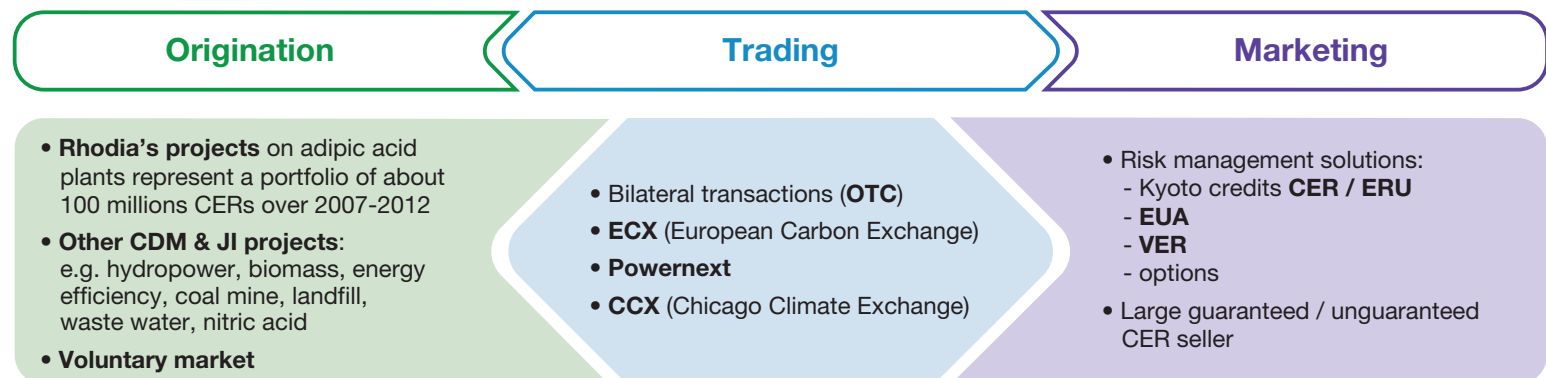 Origination
Trading
Marketing
• Rhodia’s projects on adipic acid
plants represent a portfolio of about
100 millions CERs over 2007-2012
• Other CDM & JI projects:
e.g. hydropower, biomass, energy
efficiency, coal mine, landfill,
waste water, nitric acid
• Voluntary market
• Bilateral transactions (OTC)
• ECX (European Carbon Exchange)
• Powernext
• CCX (Chicago Climate Exchange)
• Risk management solutions:
- Kyoto credits CER / ERU
- EUA
- VER
- options
• Large guaranteed / unguaranteed
CER seller